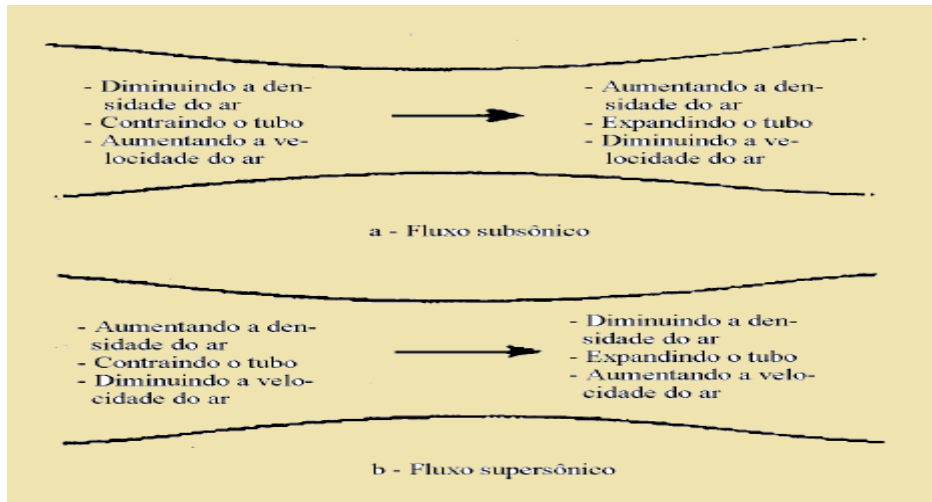 - Diminuindo a den-
sidade do ar
- Contraindo o tubo
- Aumentando a ve-
locidade do ar
- Aumentando a den-
sidade do ar
- Expandindo o tubo
- Diminuindo a ve-
locidade do ar
a - Fluxo subsônico
- Aumentando a den-
sidade do ar
- Contraindo o tubo
- Diminuindo a velo-
cidade do ar
- Diminuindo a den-
sidade do ar
- Expandindo o tubo
- Aumentando a velo-
cidade do ar
b - Fluxo supersônico